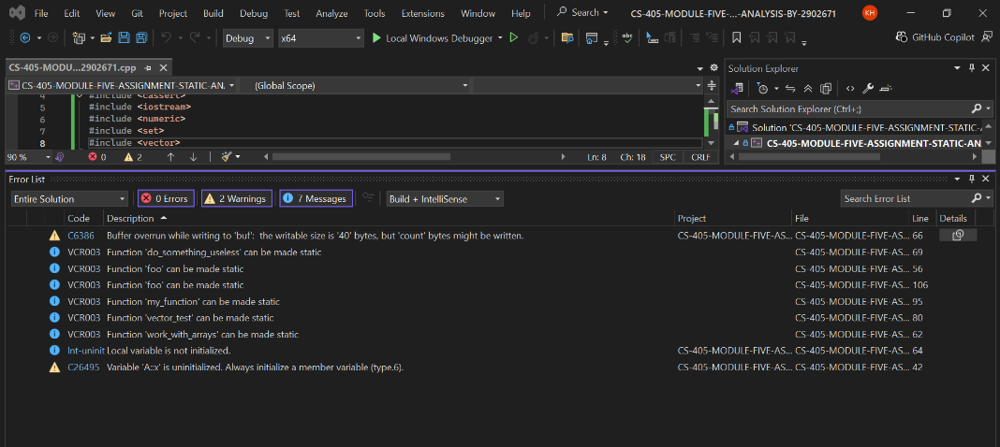 File Edit View Git Project Build Debug Test Analyze Tools Extensions Window Help Search CS-405-MODULE-FIVE-...-ANALYSIS-BY-2902671 KH
Debug x64 Local Windows Debugger GitHub Copilot
CS-405-MODU...2902671.cpp
CS-405-MODULE-FIVE-ASSIGNMENT-STATIC-AN. (Global Scope)
4 #include <cassert>
5 #include <iostream>
6 #include <numeric>
7 #include <set>
8 #include <vector>
90 % 0 2 Ln: 8 Ch: 18 SPC CRLF
Solution Explorer
Search Solution Explorer (Ctrl+;)
Solution 'CS-405-MODULE-FIVE-ASSIGNMENT-STATIC-
CS-405-MODULE-FIVE-ASSIGNMENT-STATIC-AN
Error List
Entire Solution 0 Errors 2 Warnings 7 Messages Build + IntelliSense Search Error List
Code Description Project File Line Details
C6386 Buffer overrun while writing to 'buf': the writable size is '40' bytes, but 'count' bytes might be written. CS-405-MODULE-FIVE-AS... CS-405-MODULE-FIVE-AS... 66
VCR003 Function 'do_something_useless' can be made static CS-405-MODULE-FIVE-AS... 69
VCR003 Function 'foo' can be made static CS-405-MODULE-FIVE-AS... 56
VCR003 Function 'foo' can be made static CS-405-MODULE-FIVE-AS... 106
VCR003 Function 'my_function' can be made static CS-405-MODULE-FIVE-AS... 95
VCR003 Function 'vector_test' can be made static CS-405-MODULE-FIVE-AS... 80
VCR003 Function 'work_with_arrays' can be made static CS-405-MODULE-FIVE-AS... 62
lnt-uninit Local variable is not initialized. CS-405-MODULE-FIVE-AS... CS-405-MODULE-FIVE-AS... 64
C26495 Variable 'A::x' is uninitialized. Always initialize a member variable (type.6). CS-405-MODULE-FIVE-AS... CS-405-MODULE-FIVE-AS... 42